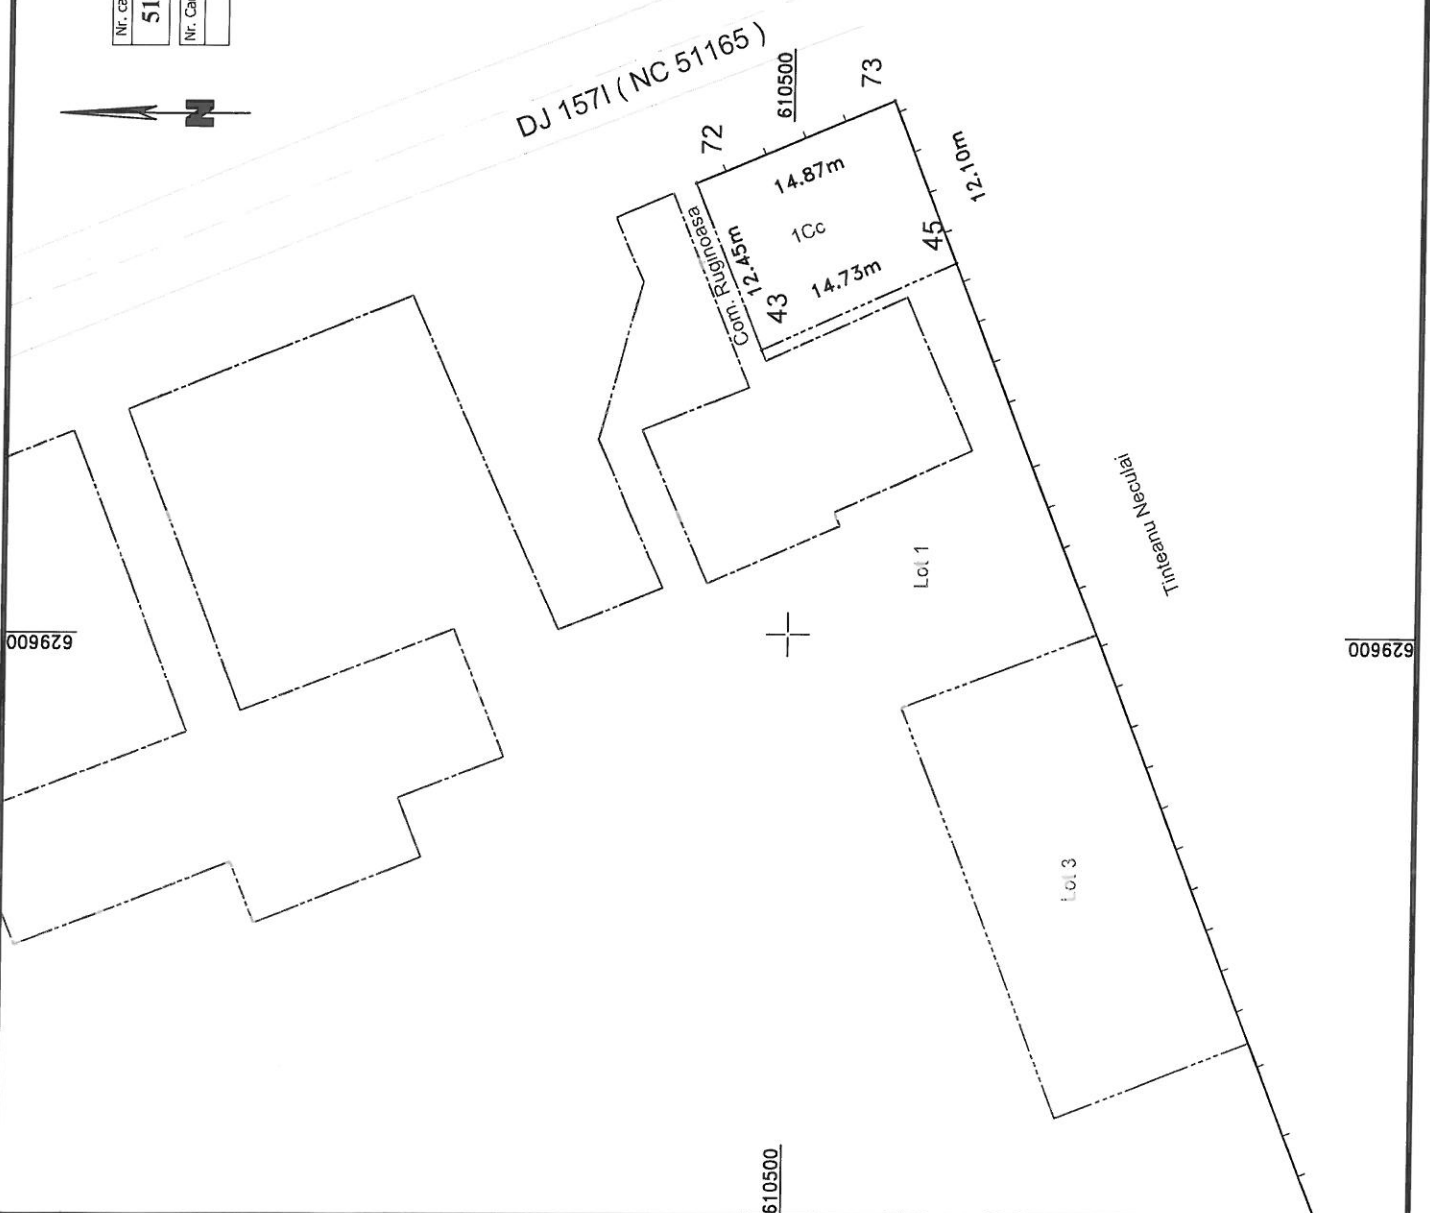 Nr. ca
51
Nr. Ca
N
DJ 157I ( NC 51165 )
610500
73
72
14.87m
12.10m
Com. Ruginoasa
12.45m
1Cc
45
43
14.73m
Tinteanu Neculai
Lot 1
629600
629600
Lot 3
610500